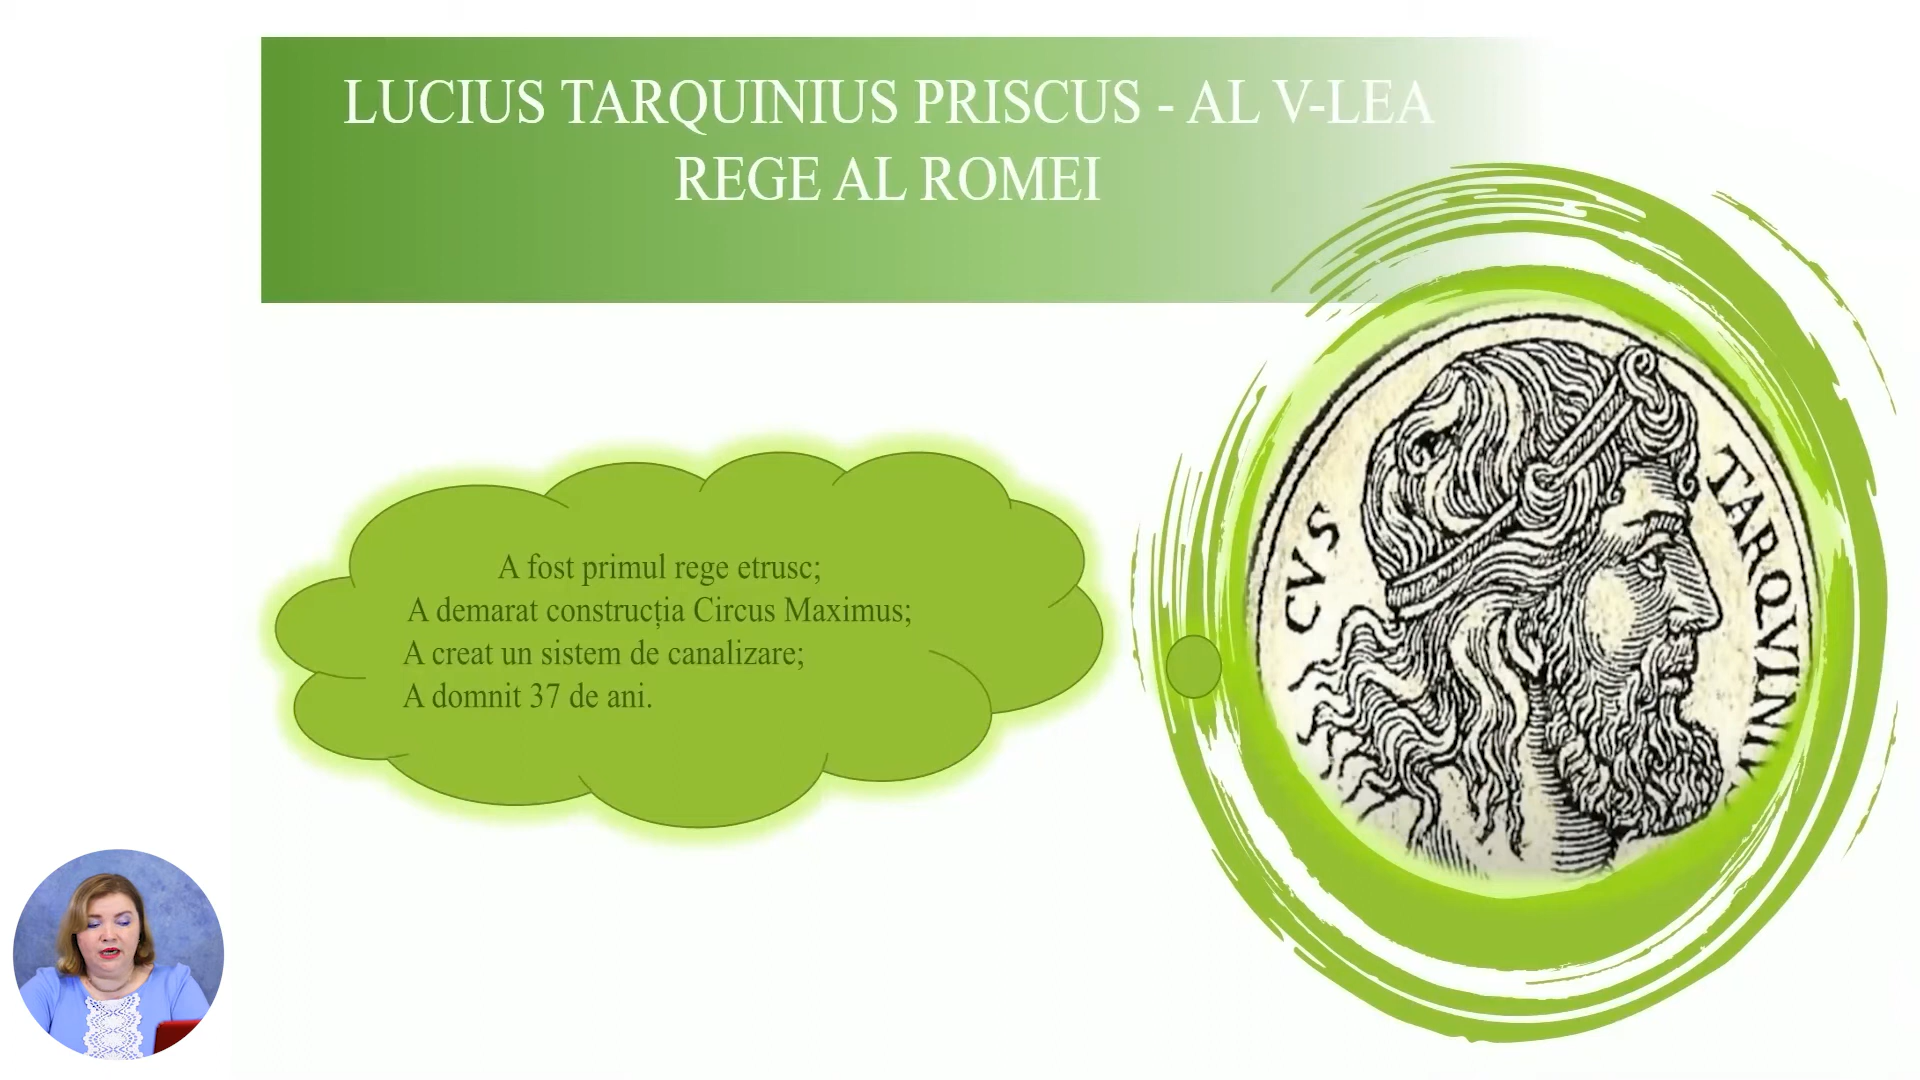 LUCIUS TARQUINIUS PRISCUS - AL V-LEA
REGE AL ROMEI
A fost primul rege etrusc;
A demarat construcția Circus Maximus;
A creat un sistem de canalizare;
A domnit 37 de ani.
CVS
TARQVINIV